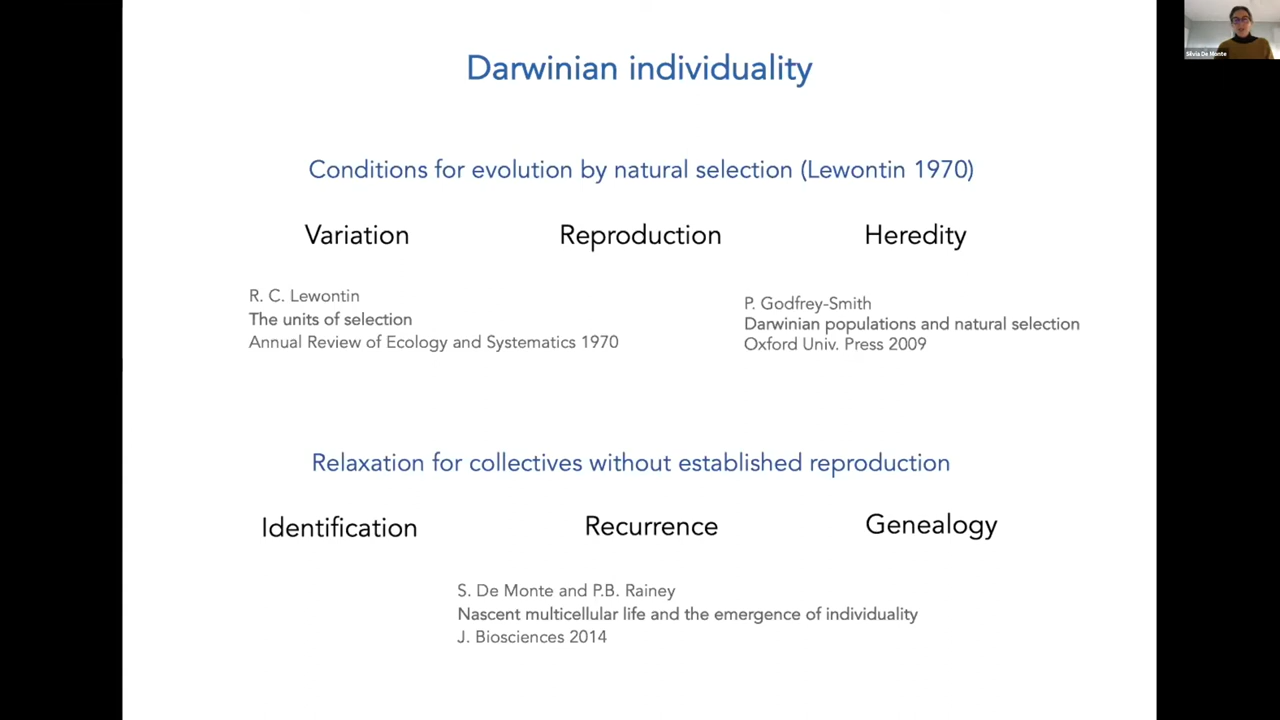 Darwinian individuality
Silvia De Monte
Conditions for evolution by natural selection (Lewontin 1970)
Variation
Reproduction
Heredity
R. C. Lewontin
The units of selection
Annual Review of Ecology and Systematics 1970
P. Godfrey-Smith
Darwinian populations and natural selection
Oxford Univ. Press 2009
Relaxation for collectives without established reproduction
Identification
Recurrence
Genealogy
S. De Monte and P.B. Rainey
Nascent multicellular life and the emergence of individuality
J. Biosciences 2014